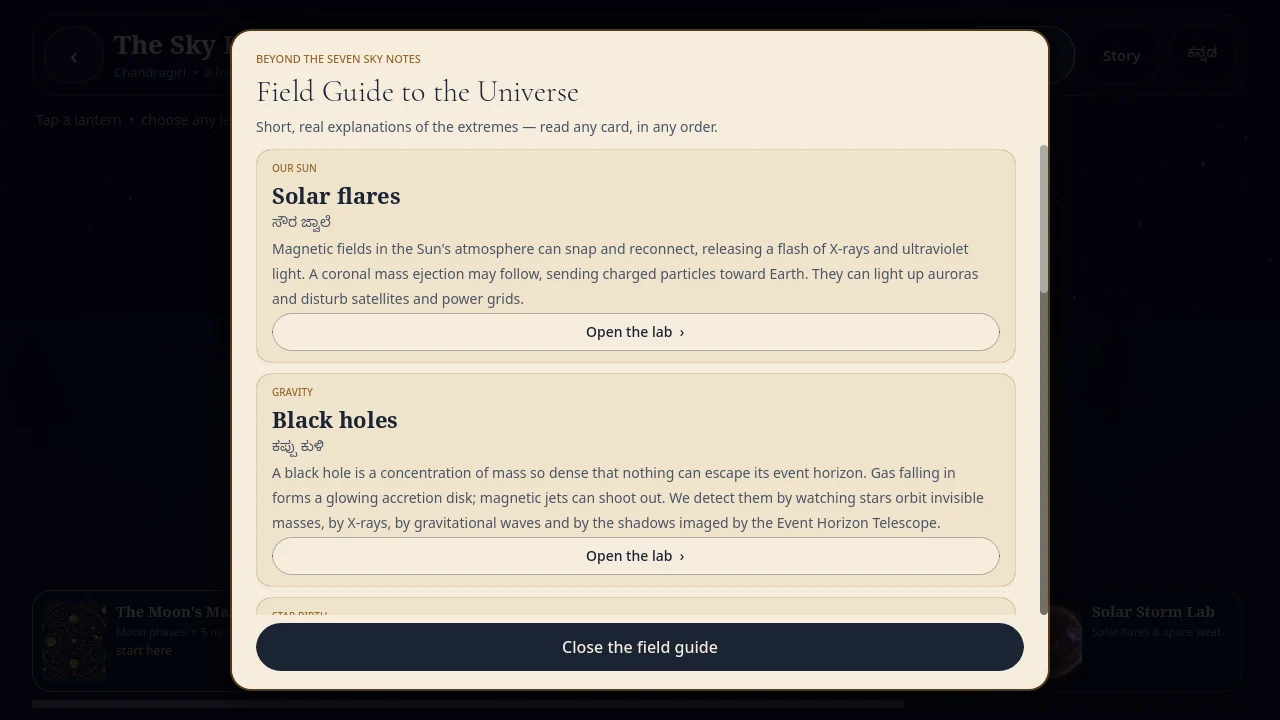 ‹
The Sky
Chandragiri • a fr
Story
ಕನ್ನಡ
Tap a lantern • choose any le
BEYOND THE SEVEN SKY NOTES
Field Guide to the Universe
Short, real explanations of the extremes — read any card, in any order.
OUR SUN
Solar flares
ಸೌರ ಜ್ವಾಲೆ
Magnetic fields in the Sun's atmosphere can snap and reconnect, releasing a flash of X-rays and ultraviolet
light. A coronal mass ejection may follow, sending charged particles toward Earth. They can light up auroras
and disturb satellites and power grids.
Open the lab ›
GRAVITY
Black holes
ಕಪ್ಪು ಕುಳಿ
A black hole is a concentration of mass so dense that nothing can escape its event horizon. Gas falling in
forms a glowing accretion disk; magnetic jets can shoot out. We detect them by watching stars orbit invisible
masses, by X-rays, by gravitational waves and by the shadows imaged by the Event Horizon Telescope.
Open the lab ›
STAR BIRTH
Close the field guide
The Moon's Ma
Moon phases • 5 m
start here
Solar Storm Lab
Solar flares & space weat…